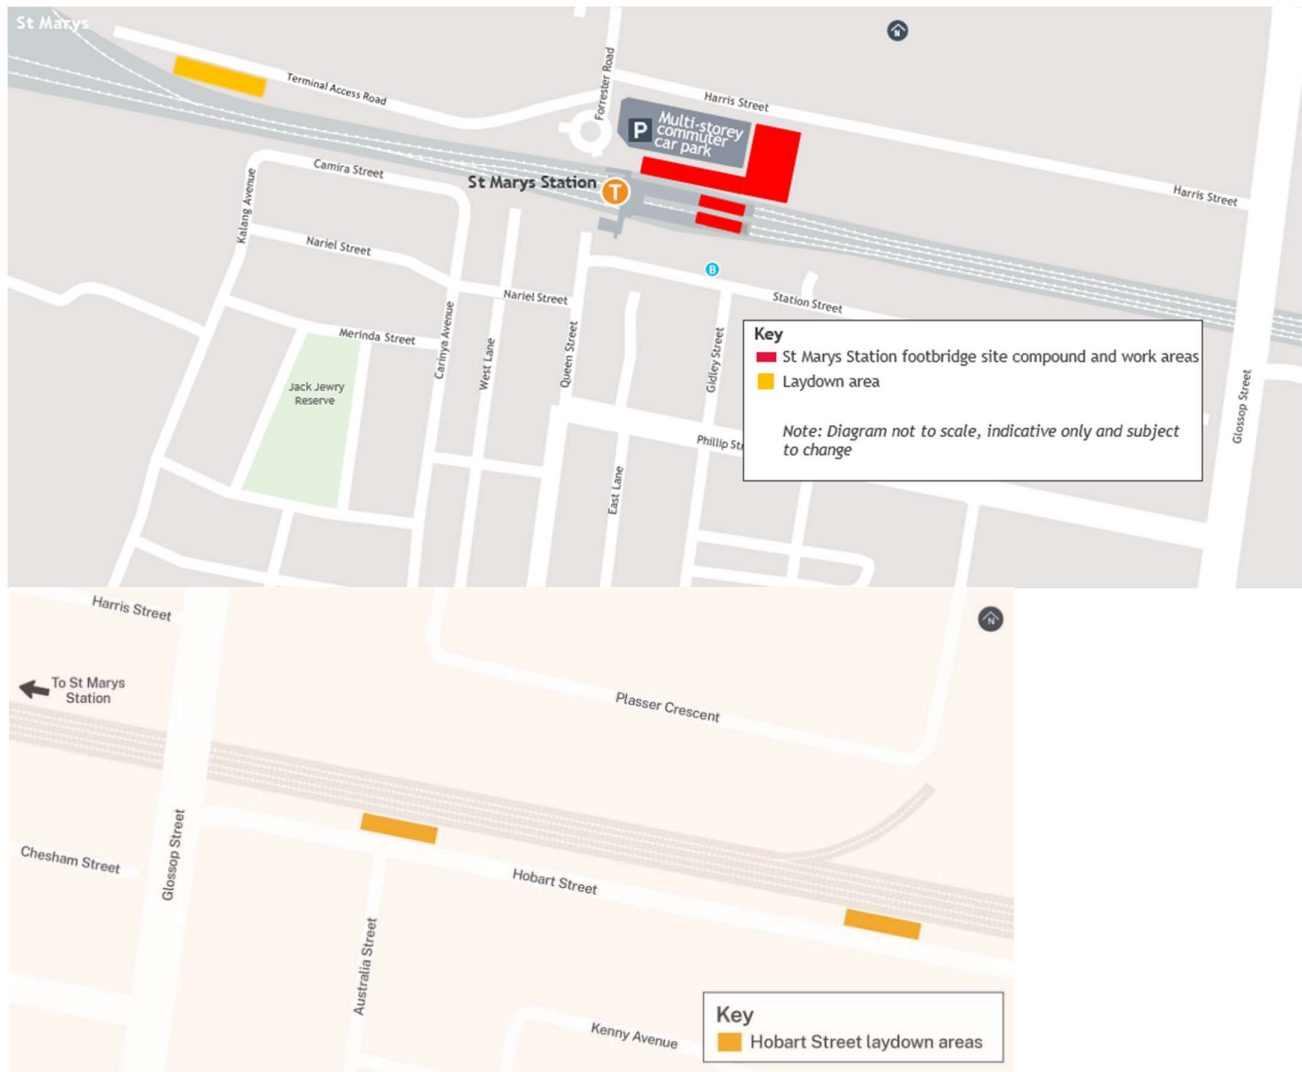 St Marys
N
Forrester Road
Terminal Access Road
Harris Street
Multi-storey
commuter
car park
P
Camira Street
St Marys Station
T
Harris Street
Kalang Avenue
Nariel Street
B
Nariel Street
Station Street
Merinda Street
Carinya Avenue
West Lane
Queen Street
Gidley Street
Jack Jewry
Reserve
Glossop Street
Phillip St
East Lane
Key
St Marys Station footbridge site compound and work areas
Laydown area
Note: Diagram not to scale, indicative only and subject
to change
Harris Street
N
To St Marys
Station
Plasser Crescent
Glossop Street
Chesham Street
Hobart Street
Australia Street
Kenny Avenue
Key
Hobart Street laydown areas